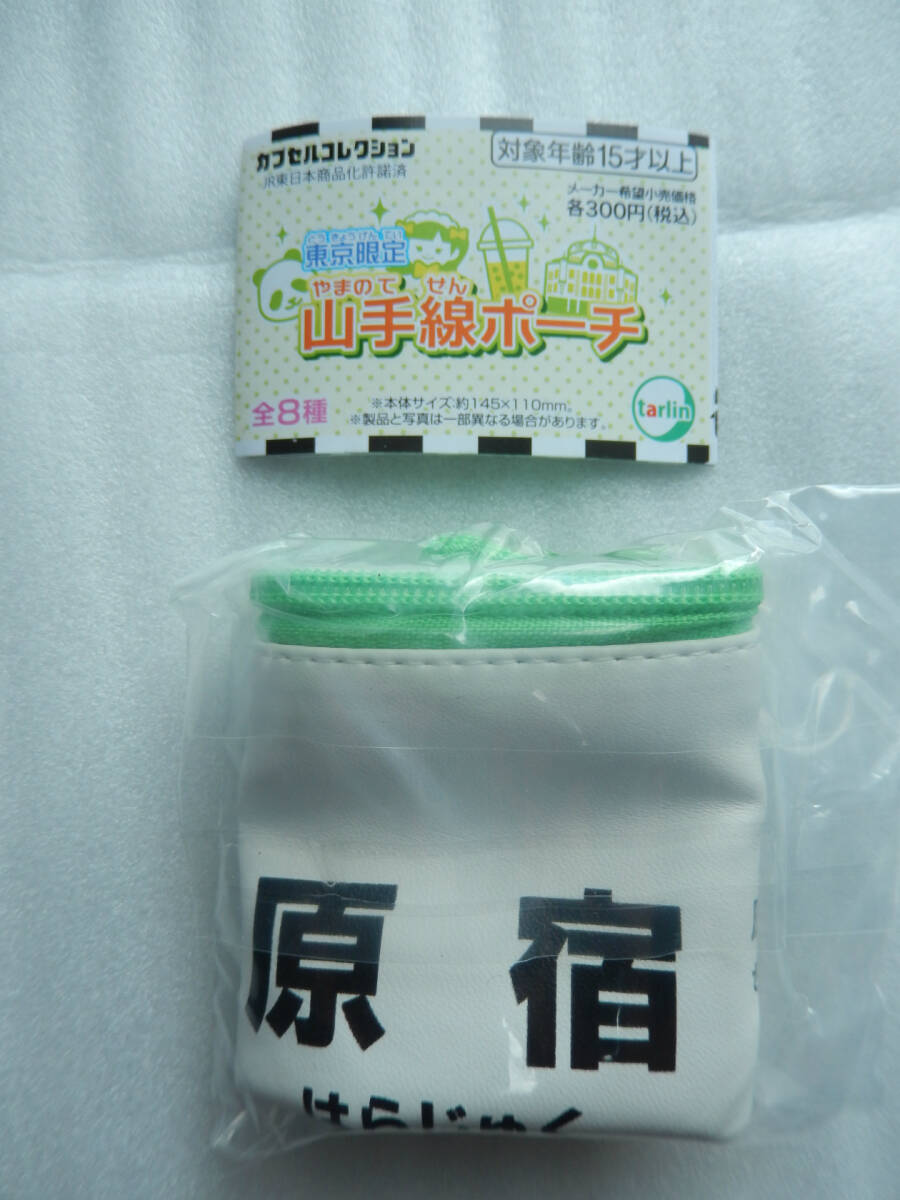 カプセルコレクション
JR東日本商品化許諾済
対象年齢15才以上
メーカー希望小売価格
各300円(税込)
とうきょうげんてい
東京限定
やまのてせん
山手線ポーチ
全8種
※本体サイズ:約145×110mm。
※製品と写真は一部異なる場合があります。
tarlin
原宿
はらじゅく